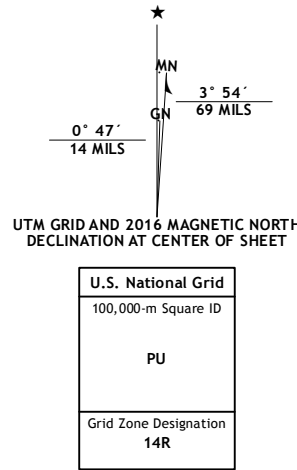 MN
3° 54´
69 MILS
GN
0° 47´
14 MILS
UTM GRID AND 2016 MAGNETIC NORTH
DECLINATION AT CENTER OF SHEET
U.S. National Grid
100,000-m Square ID
PU
Grid Zone Designation
14R